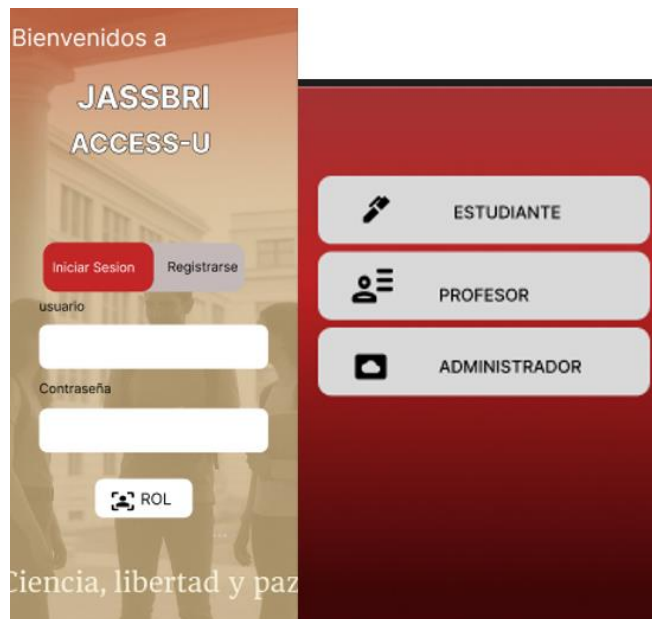 Bienvenidos a
JASSBRI
ACCESS-U
Iniciar Sesion
Registrarse
usuario
Contraseña
ROL
Ciencia, libertad y paz
ESTUDIANTE
PROFESOR
ADMINISTRADOR